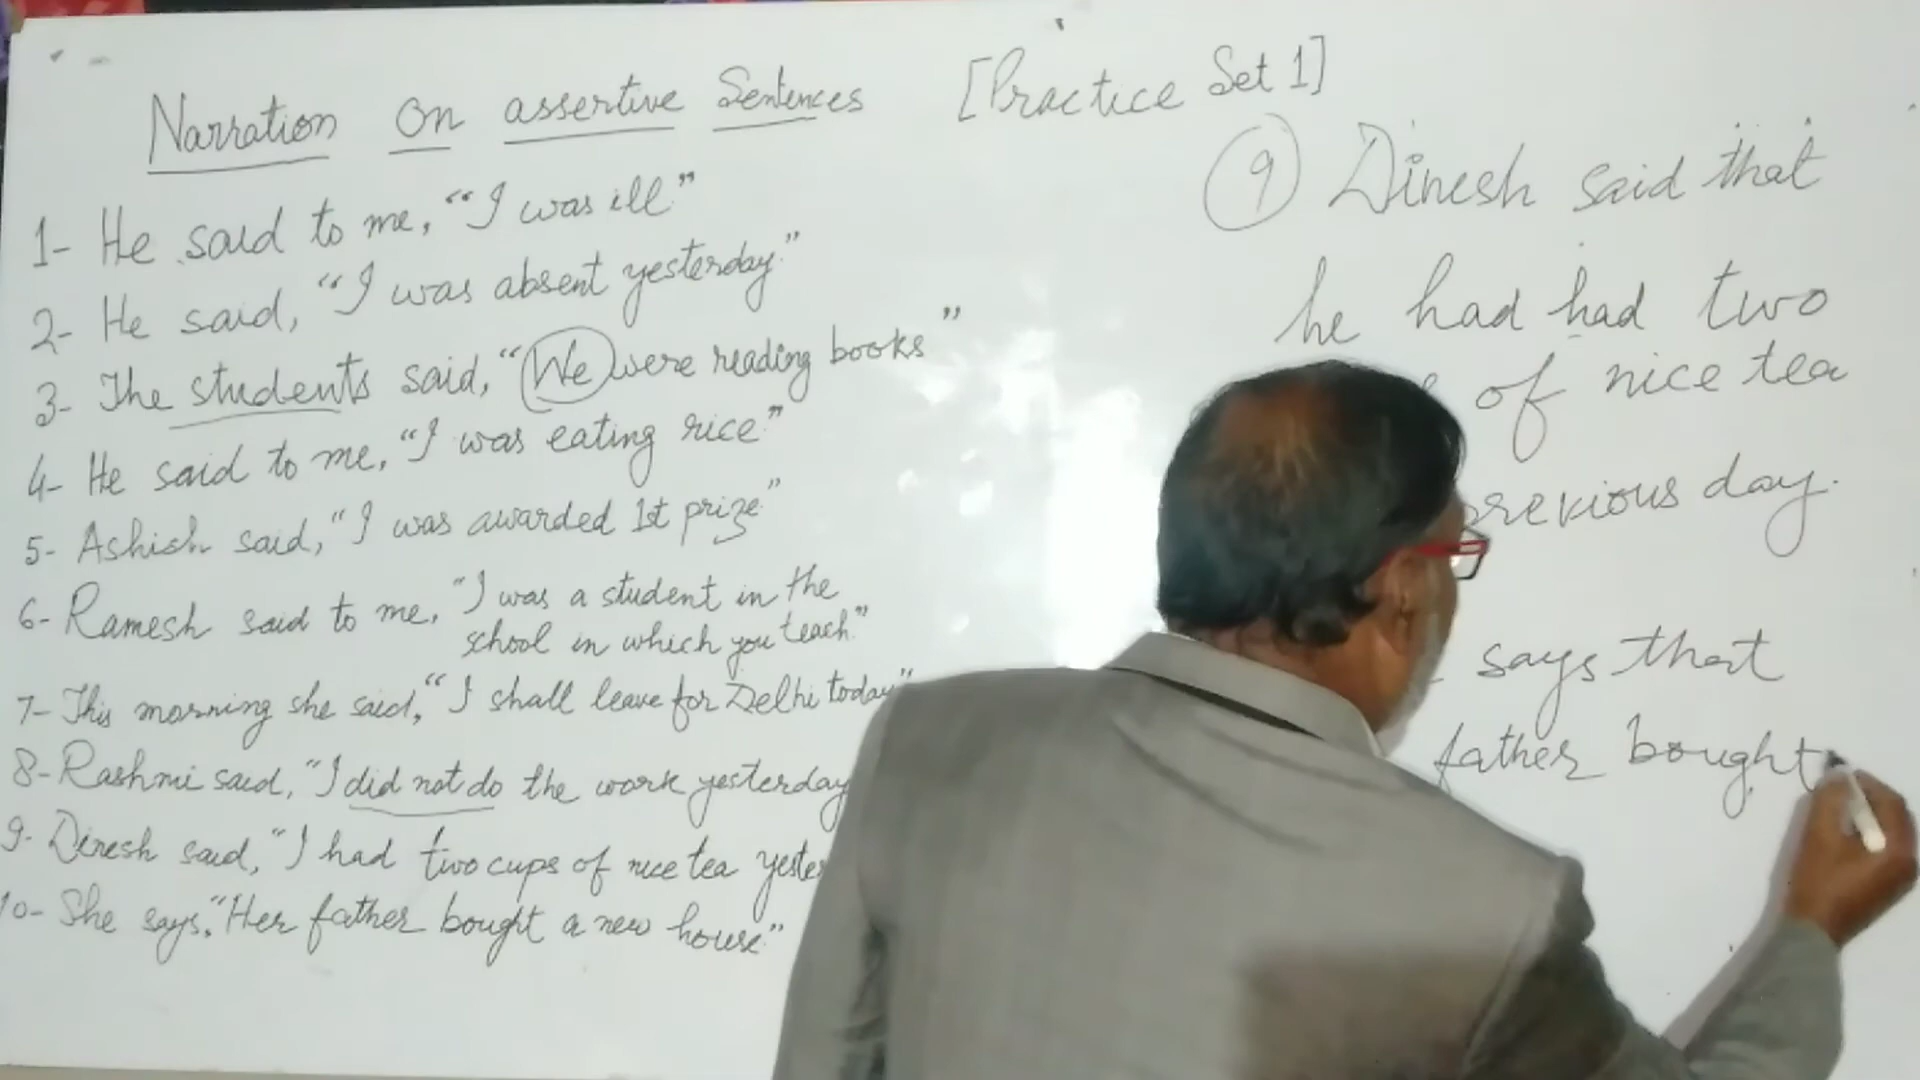 Narration on assertive Sentences [Practice Set 1]
1- He said to me, "I was ill"
2- He said, "I was absent yesterday."
3- The students said, "We were reading books"
4- He said to me, "I was eating rice."
5- Ashish said, "I was awarded 1st prize."
6- Ramesh said to me, "I was a student in the
school in which you teach."
7- This morning she said, "I shall leave for Delhi today"
8- Rashmi said, "I did not do the work yesterday
9- Dinesh said, "I had two cups of nice tea
10- She says, "Her father bought a new house."
9 Dinesh said that
he had had two
of nice tea
previous day.
says that
father bought